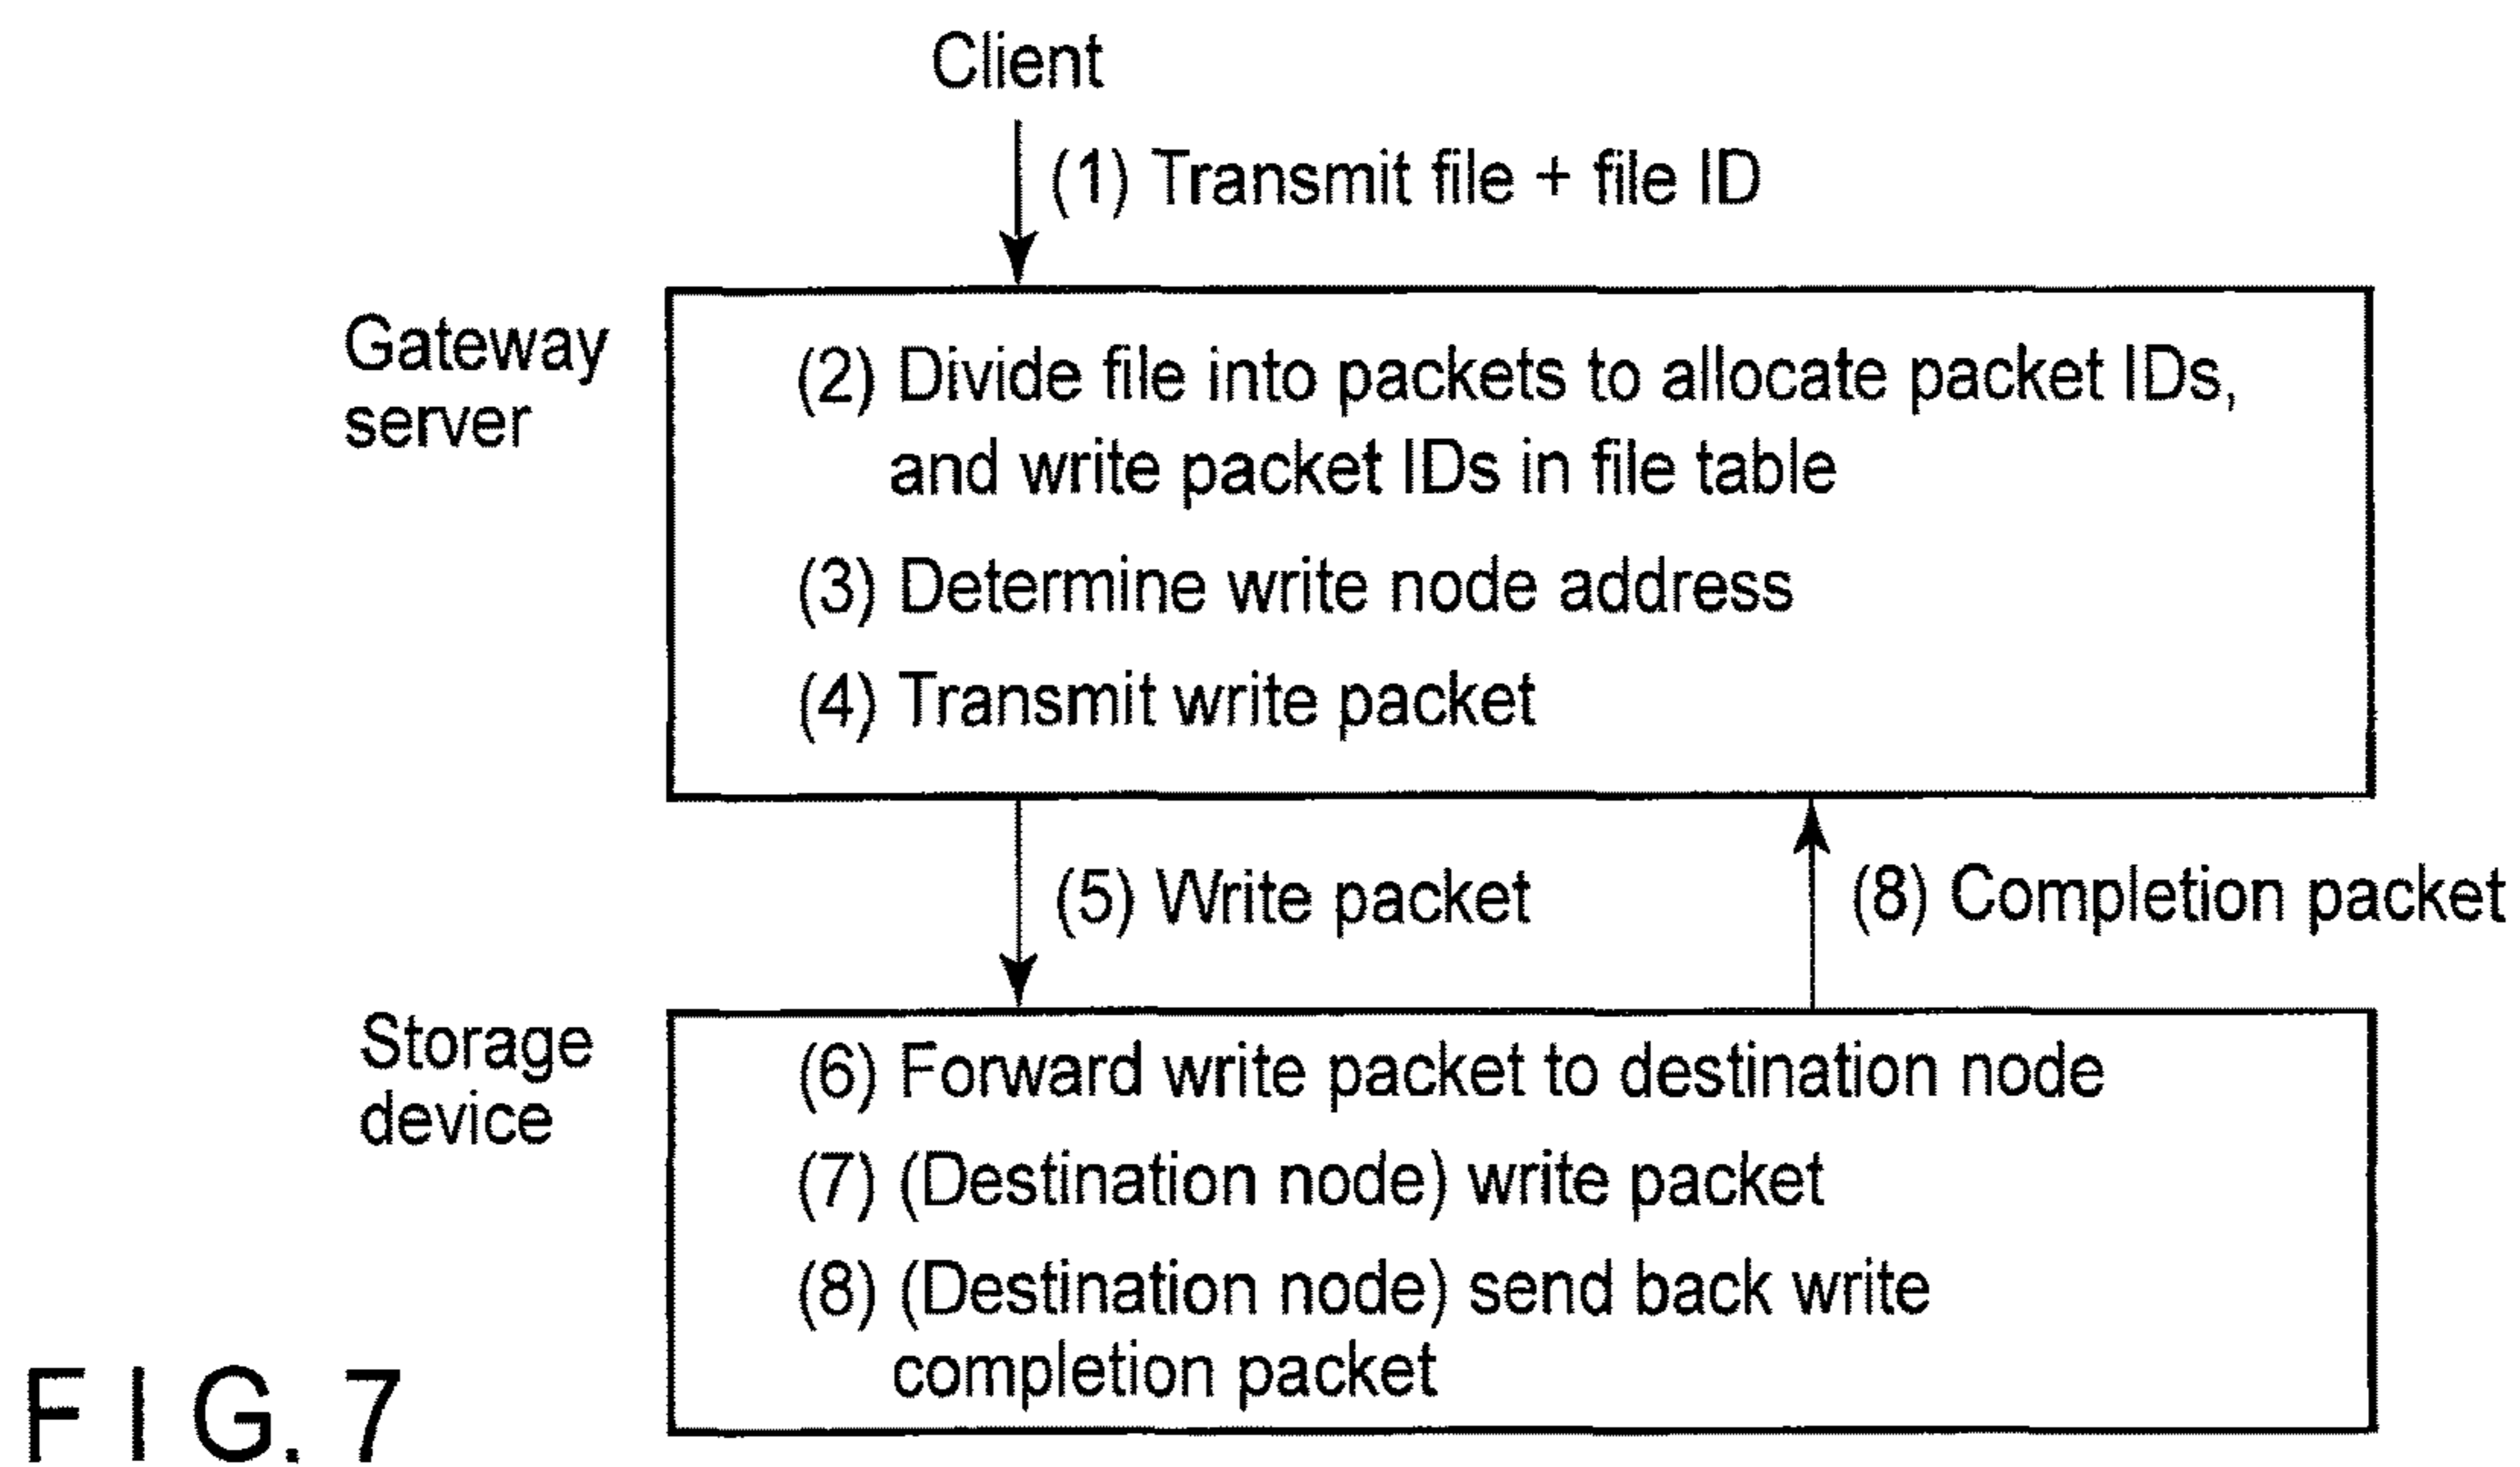 Client
(1) Transmit file + file ID
Gateway
server
(2) Divide file into packets to allocate packet IDs,
and write packet IDs in file table
(3) Determine write node address
(4) Transmit write packet
(5) Write packet
(8) Completion packet
Storage
device
(6) Forward write packet to destination node
(7) (Destination node) write packet
(8) (Destination node) send back write
completion packet
FIG. 7